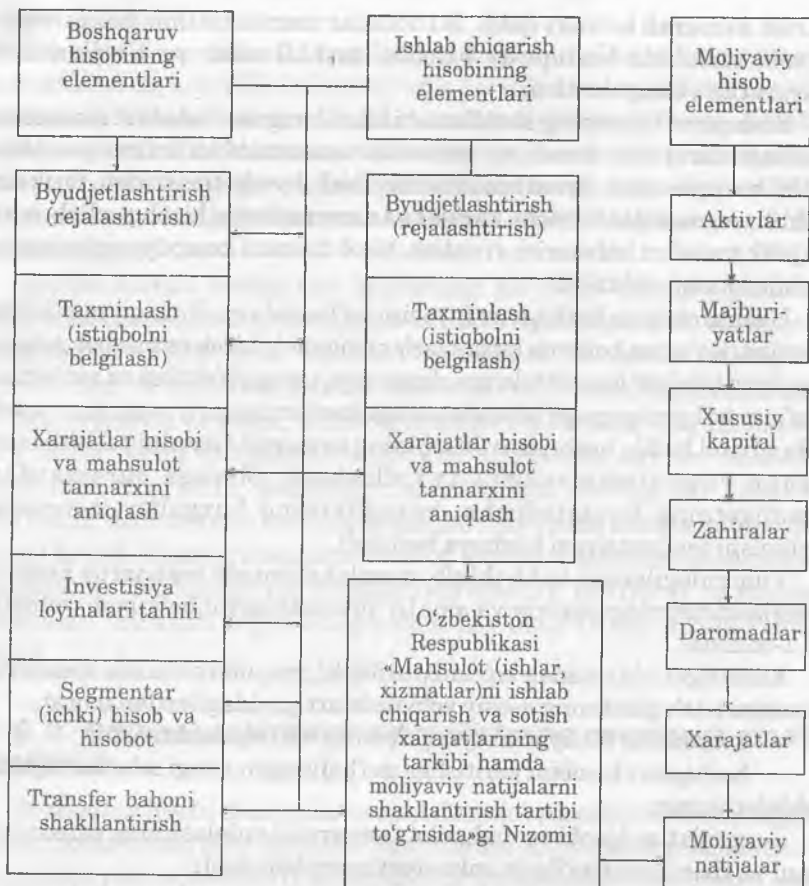 Boshqaruv
hisobining
elementlari
Byudjetlashtirish
(rejalashtirish)
Taxminlash
(istiqbolni
belgilash)
Xarajatlar hisobi
va mahsulot
tannarxini
aniqlash
Investisiya
loyihalari tahlili
Segmentar
(ichki) hisob va
hisobot
Transfer bahoni
shakllantirish
Ishlab chiqarish
hisobining
elementlari
Byudjetlashtirish
(rejalashtirish)
Taxminlash
(istiqbolni
belgilash)
Xarajatlar hisobi
va mahsulot
tannarxini
aniqlash
O'zbekiston
Respublikasi
«Mahsulot (ishlar,
xizmatlar)ni ishlab
chiqarish va sotish
xarajatlarining
tarkibi hamda
moliyaviy natijalarni
shakllantirish tartibi
to'g'risida»gi Nizomi
Moliyaviy
hisob
elementlari
Aktivlar
Majburi-
yatlar
Xususiy
kapital
Zahiralar
Daromadlar
Xarajatlar
Moliyaviy
natijalar